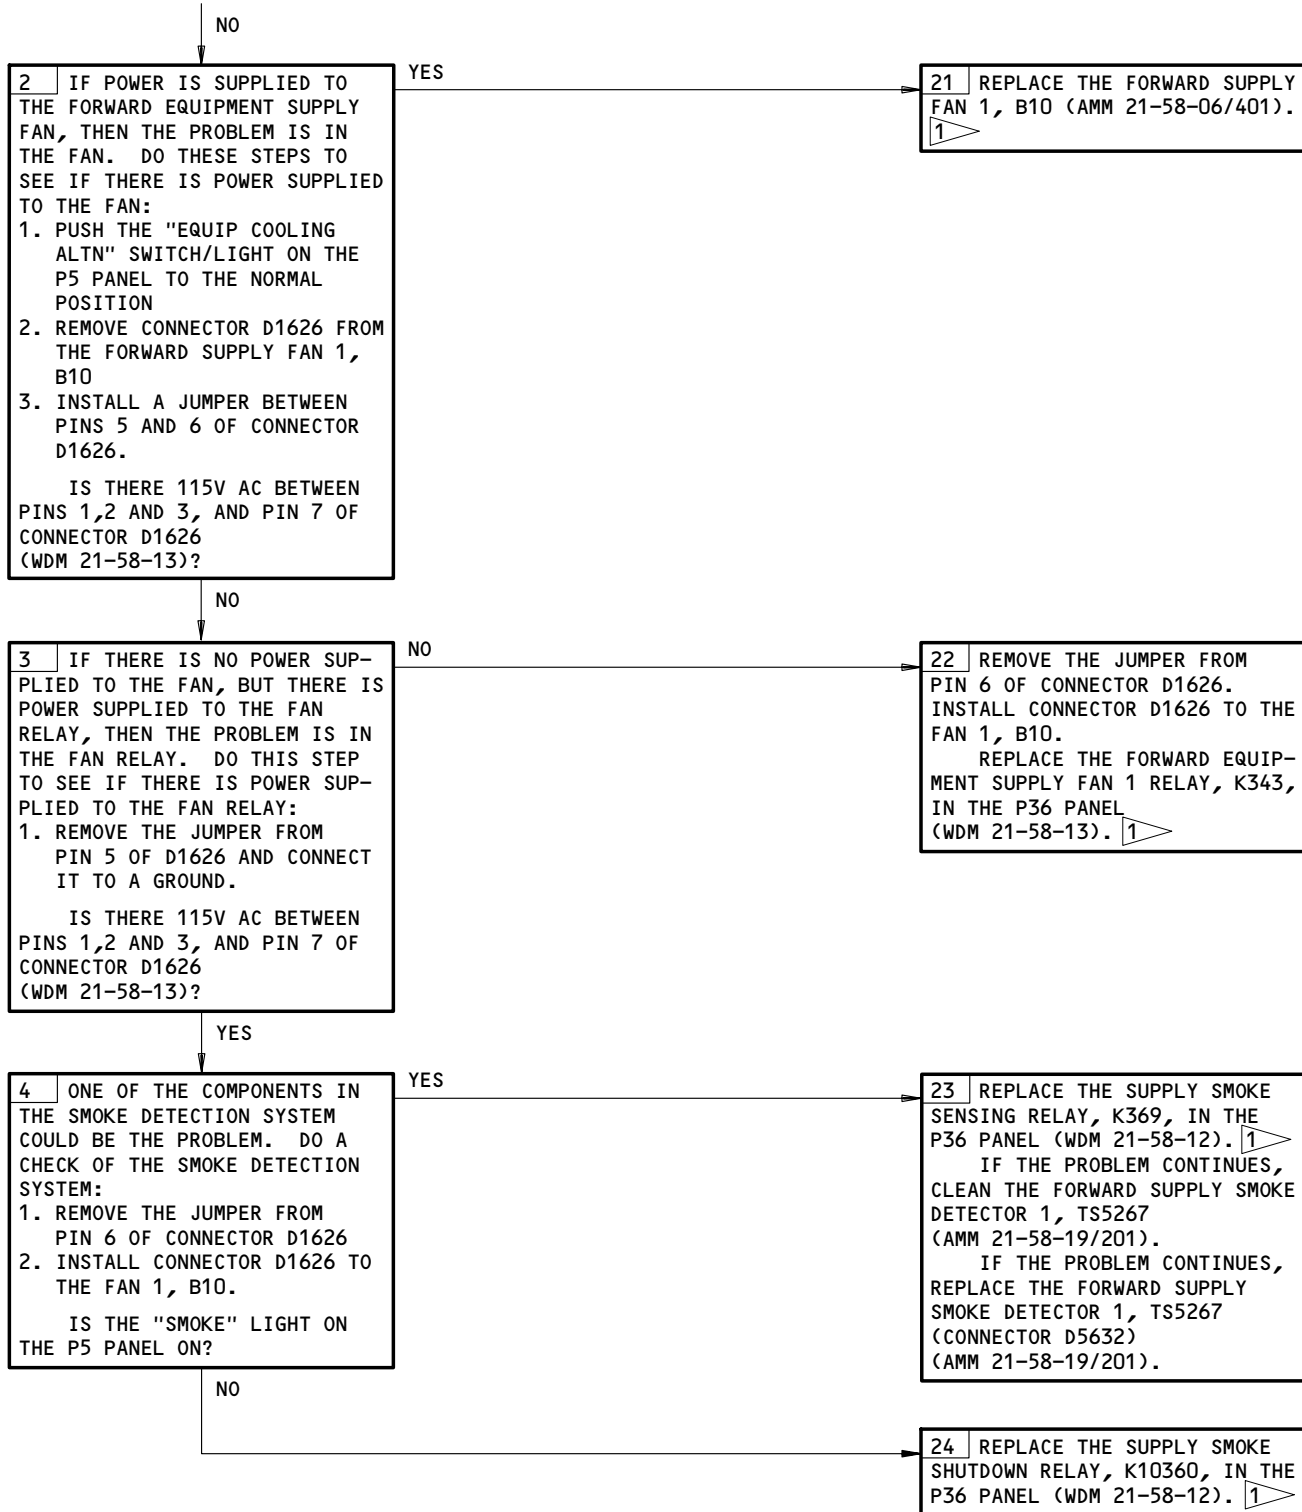 NO
2 IF POWER IS SUPPLIED TO
THE FORWARD EQUIPMENT SUPPLY
FAN, THEN THE PROBLEM IS IN
THE FAN. DO THESE STEPS TO
SEE IF THERE IS POWER SUPPLIED
TO THE FAN:
1. PUSH THE "EQUIP COOLING
ALTN" SWITCH/LIGHT ON THE
P5 PANEL TO THE NORMAL
POSITION
2. REMOVE CONNECTOR D1626 FROM
THE FORWARD SUPPLY FAN 1,
B10
3. INSTALL A JUMPER BETWEEN
PINS 5 AND 6 OF CONNECTOR
D1626.
IS THERE 115V AC BETWEEN
PINS 1,2 AND 3, AND PIN 7 OF
CONNECTOR D1626
(WDM 21-58-13)?
YES
21 REPLACE THE FORWARD SUPPLY
FAN 1, B10 (AMM 21-58-06/401).
1
NO
3 IF THERE IS NO POWER SUP-
PLIED TO THE FAN, BUT THERE IS
POWER SUPPLIED TO THE FAN
RELAY, THEN THE PROBLEM IS IN
THE FAN RELAY. DO THIS STEP
TO SEE IF THERE IS POWER SUP-
PLIED TO THE FAN RELAY:
1. REMOVE THE JUMPER FROM
PIN 5 OF D1626 AND CONNECT
IT TO A GROUND.
IS THERE 115V AC BETWEEN
PINS 1,2 AND 3, AND PIN 7 OF
CONNECTOR D1626
(WDM 21-58-13)?
NO
22 REMOVE THE JUMPER FROM
PIN 6 OF CONNECTOR D1626.
INSTALL CONNECTOR D1626 TO THE
FAN 1, B10.
REPLACE THE FORWARD EQUIP-
MENT SUPPLY FAN 1 RELAY, K343,
IN THE P36 PANEL
(WDM 21-58-13). 1
YES
4 ONE OF THE COMPONENTS IN
THE SMOKE DETECTION SYSTEM
COULD BE THE PROBLEM. DO A
CHECK OF THE SMOKE DETECTION
SYSTEM:
1. REMOVE THE JUMPER FROM
PIN 6 OF CONNECTOR D1626
2. INSTALL CONNECTOR D1626 TO
THE FAN 1, B10.
IS THE "SMOKE" LIGHT ON
THE P5 PANEL ON?
YES
23 REPLACE THE SUPPLY SMOKE
SENSING RELAY, K369, IN THE
P36 PANEL (WDM 21-58-12). 1
IF THE PROBLEM CONTINUES,
CLEAN THE FORWARD SUPPLY SMOKE
DETECTOR 1, TS5267
(AMM 21-58-19/201).
IF THE PROBLEM CONTINUES,
REPLACE THE FORWARD SUPPLY
SMOKE DETECTOR 1, TS5267
(CONNECTOR D5632)
(AMM 21-58-19/201).
NO
24 REPLACE THE SUPPLY SMOKE
SHUTDOWN RELAY, K10360, IN THE
P36 PANEL (WDM 21-58-12). 1